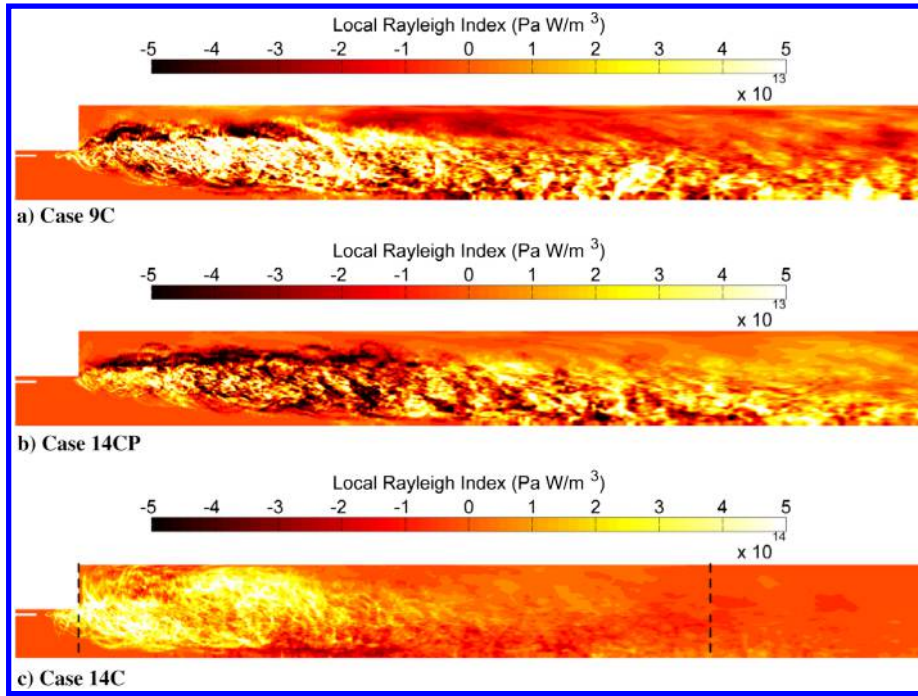 Local Rayleigh Index (Pa W/m 3)
-5 -4 -3 -2 -1 0 1 2 3 4 5
x 10 13
a) Case 9C
Local Rayleigh Index (Pa W/m 3)
-5 -4 -3 -2 -1 0 1 2 3 4 5
x 10 13
b) Case 14CP
Local Rayleigh Index (Pa W/m 3)
-5 -4 -3 -2 -1 0 1 2 3 4 5
x 10 14
c) Case 14C